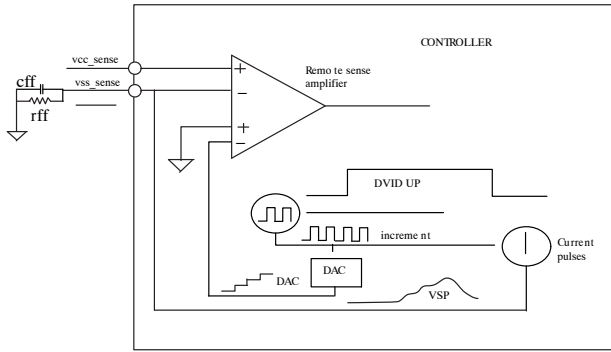 CONTROLLER
vcc_sense
Remo te sense
amplifier
cff
vss_sense
rff
+
−
+
−
DVID UP
increme nt
Current
pulses
DAC
DAC
VSP